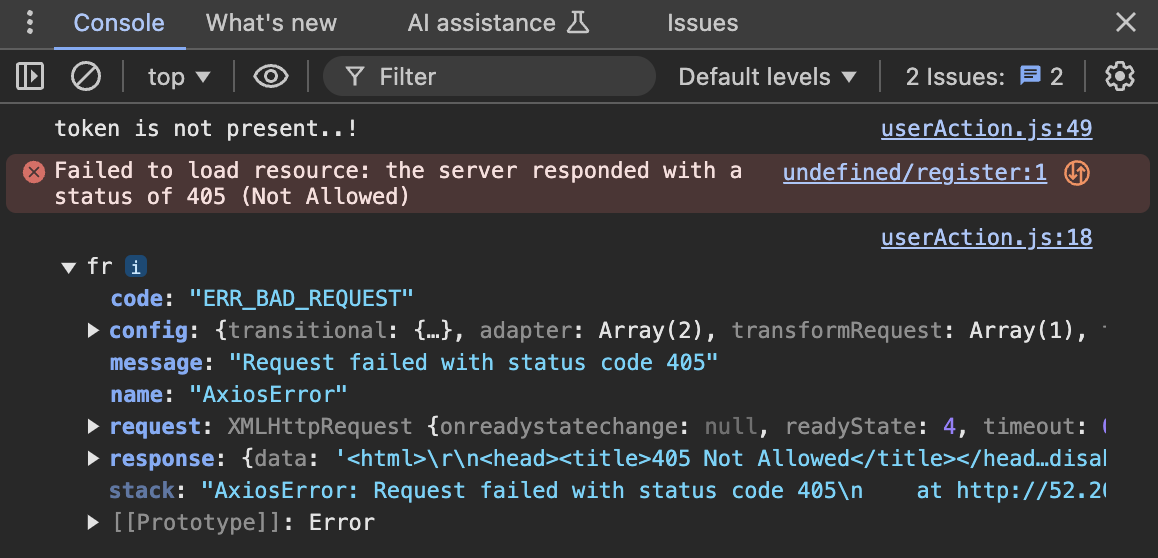 Console What's new AI assistance Issues
top Filter Default levels 2 Issues: 2
token is not present..! userAction.js:49
Failed to load resource: the server responded with a undefined/register:1
status of 405 (Not Allowed)
userAction.js:18
fr i
code: "ERR_BAD_REQUEST"
config: {transitional: {…}, adapter: Array(2), transformRequest: Array(1),
message: "Request failed with status code 405"
name: "AxiosError"
request: XMLHttpRequest {onreadystatechange: null, readyState: 4, timeout:
response: {data: '<html>\r\n<head><title>405 Not Allowed</title></head…disab
stack: "AxiosError: Request failed with status code 405\n    at http://52.20
[[Prototype]]: Error